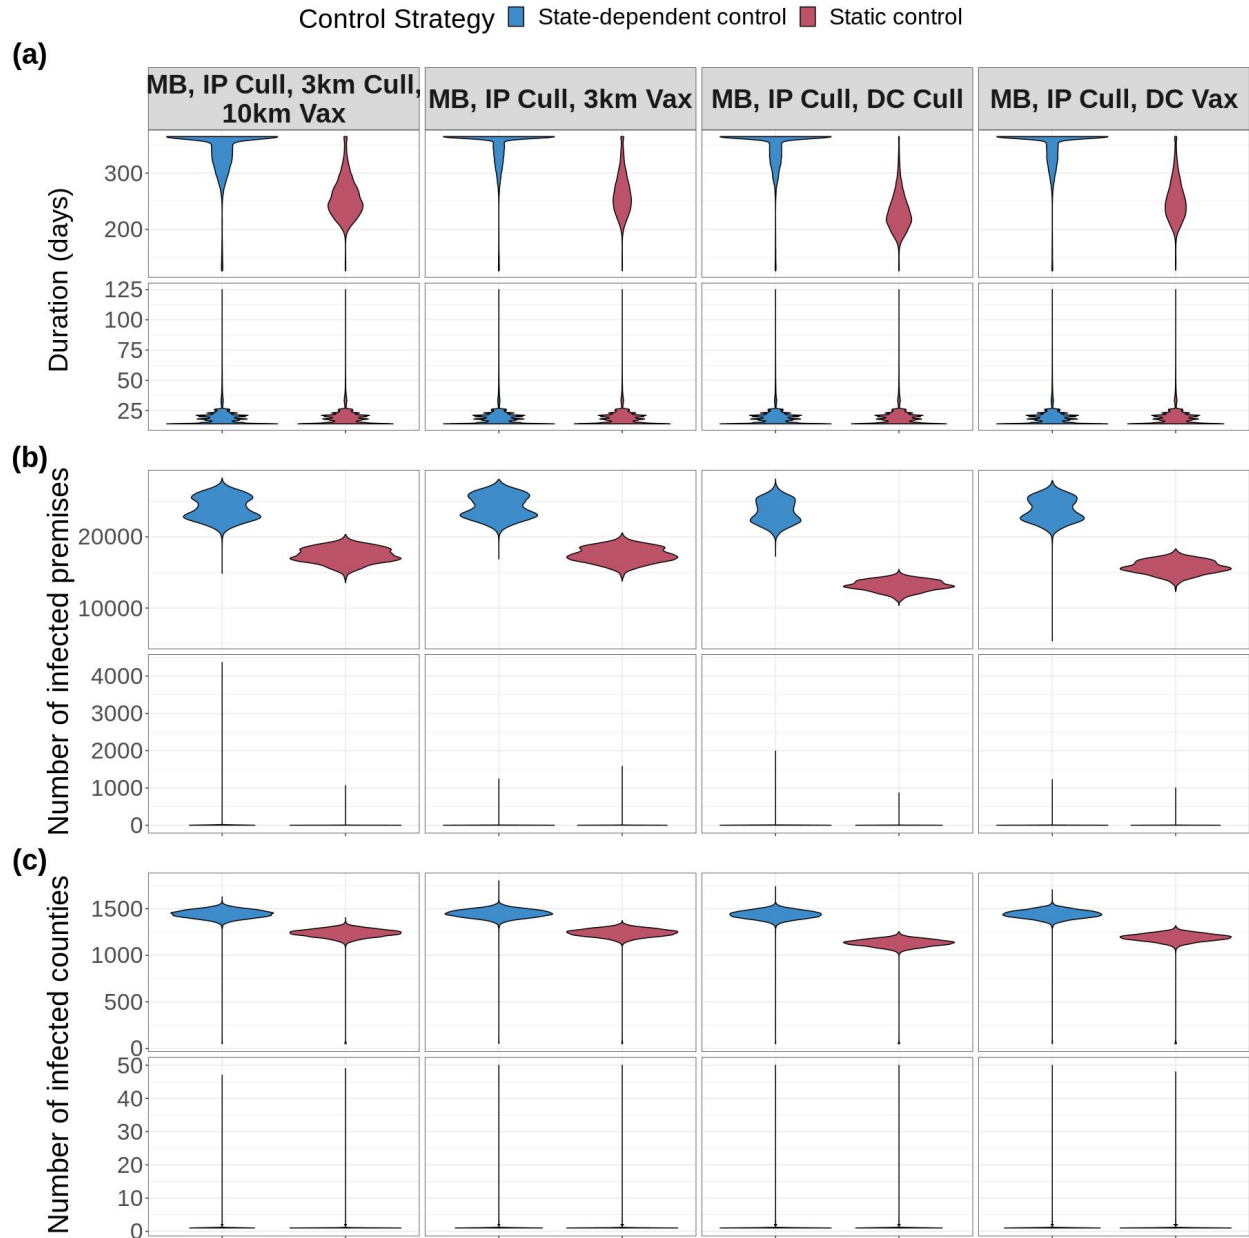 Control Strategy State-dependent control Static control
(a)
MB, IP Cull, 3km Cull,
10km Vax
MB, IP Cull, 3km Vax
MB, IP Cull, DC Cull
MB, IP Cull, DC Vax
Duration (days)
300
200
125
100
75
50
25
(b)
Number of infected premises
20000
10000
4000
3000
2000
1000
0
(c)
Number of infected counties
1500
1000
500
0
50
40
30
20
10
0